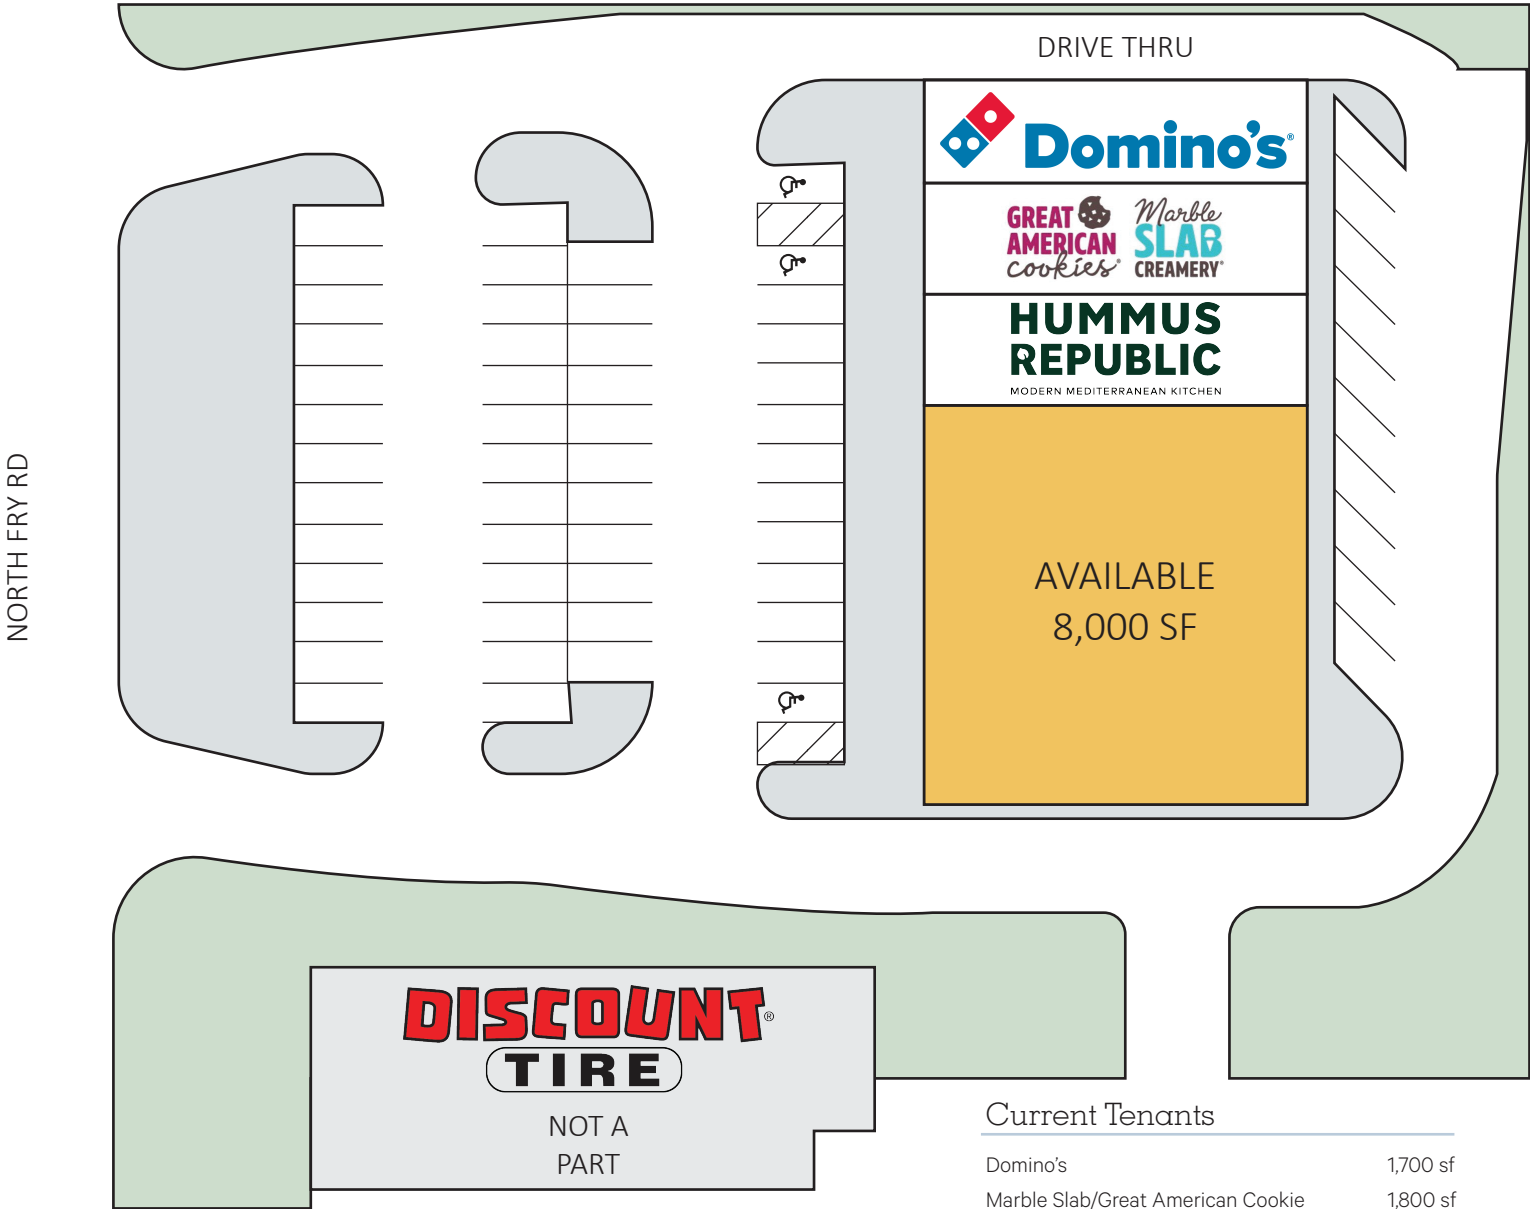 DRIVE THRU
Domino's®
GREAT
AMERICAN
cookies®
Marble
SLAB
CREAMERY®
HUMMUS
REPUBLIC
MODERN MEDITERRANEAN KITCHEN
NORTH FRY RD
AVAILABLE
8,000 SF
DISCOUNT®
TIRE
NOT A
PART
Current Tenants
Domino’s 1,700 sf
Marble Slab/Great American Cookie 1,800 sf